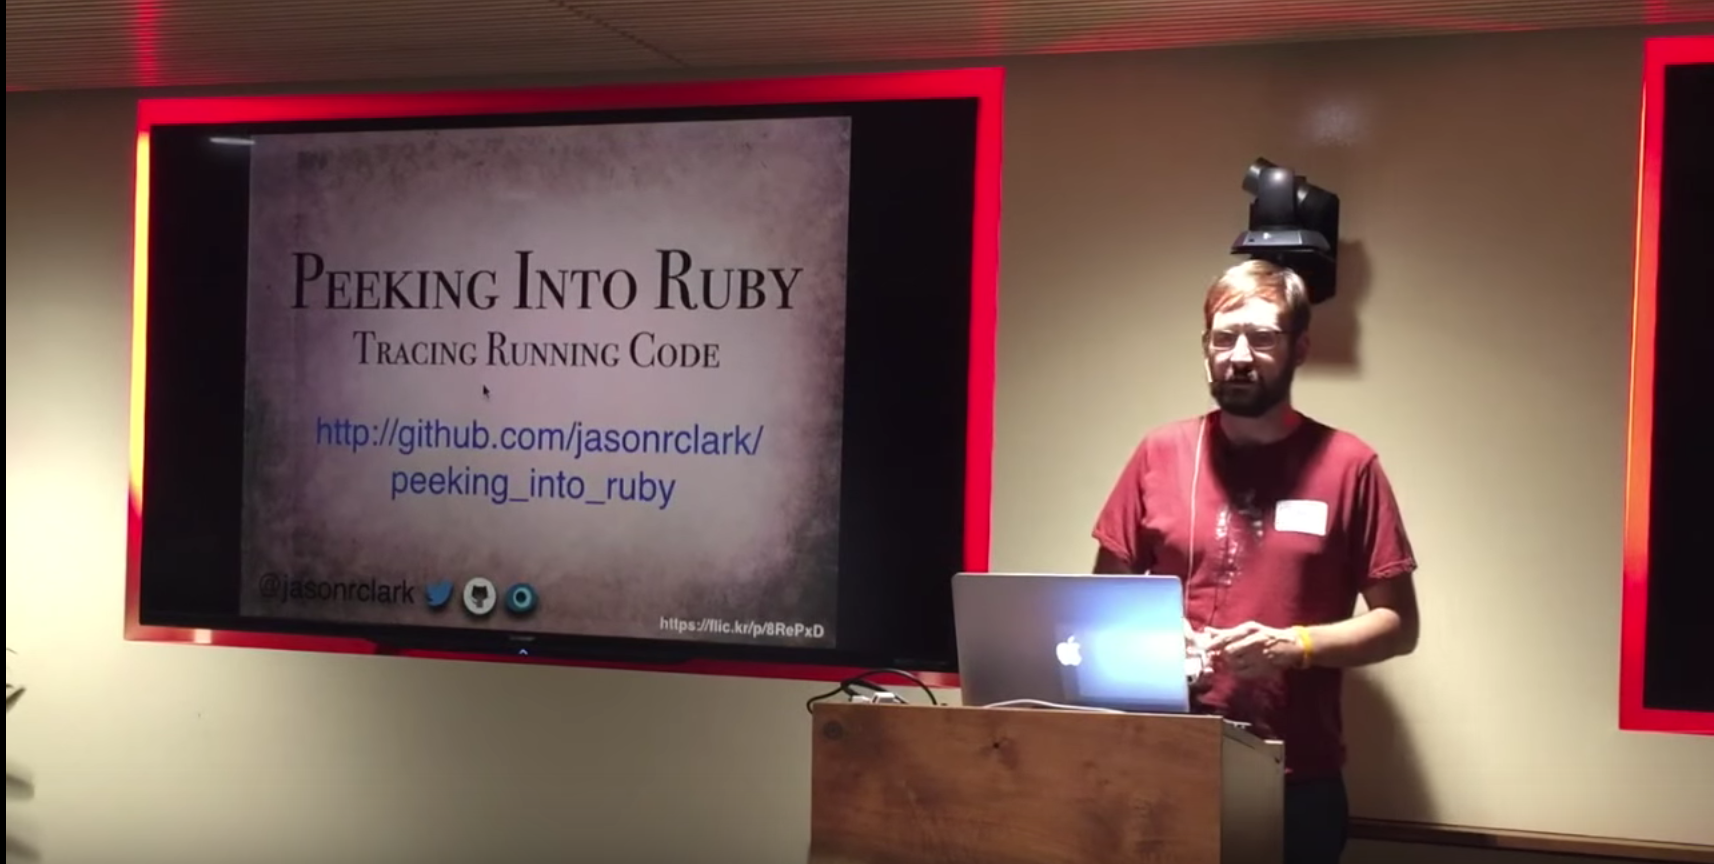 PEEKING INTO RUBY
TRACING RUNNING CODE
http://github.com/jasonrclark/
peeking_into_ruby
@jasonrclark
https://flic.kr/p/8RePxD